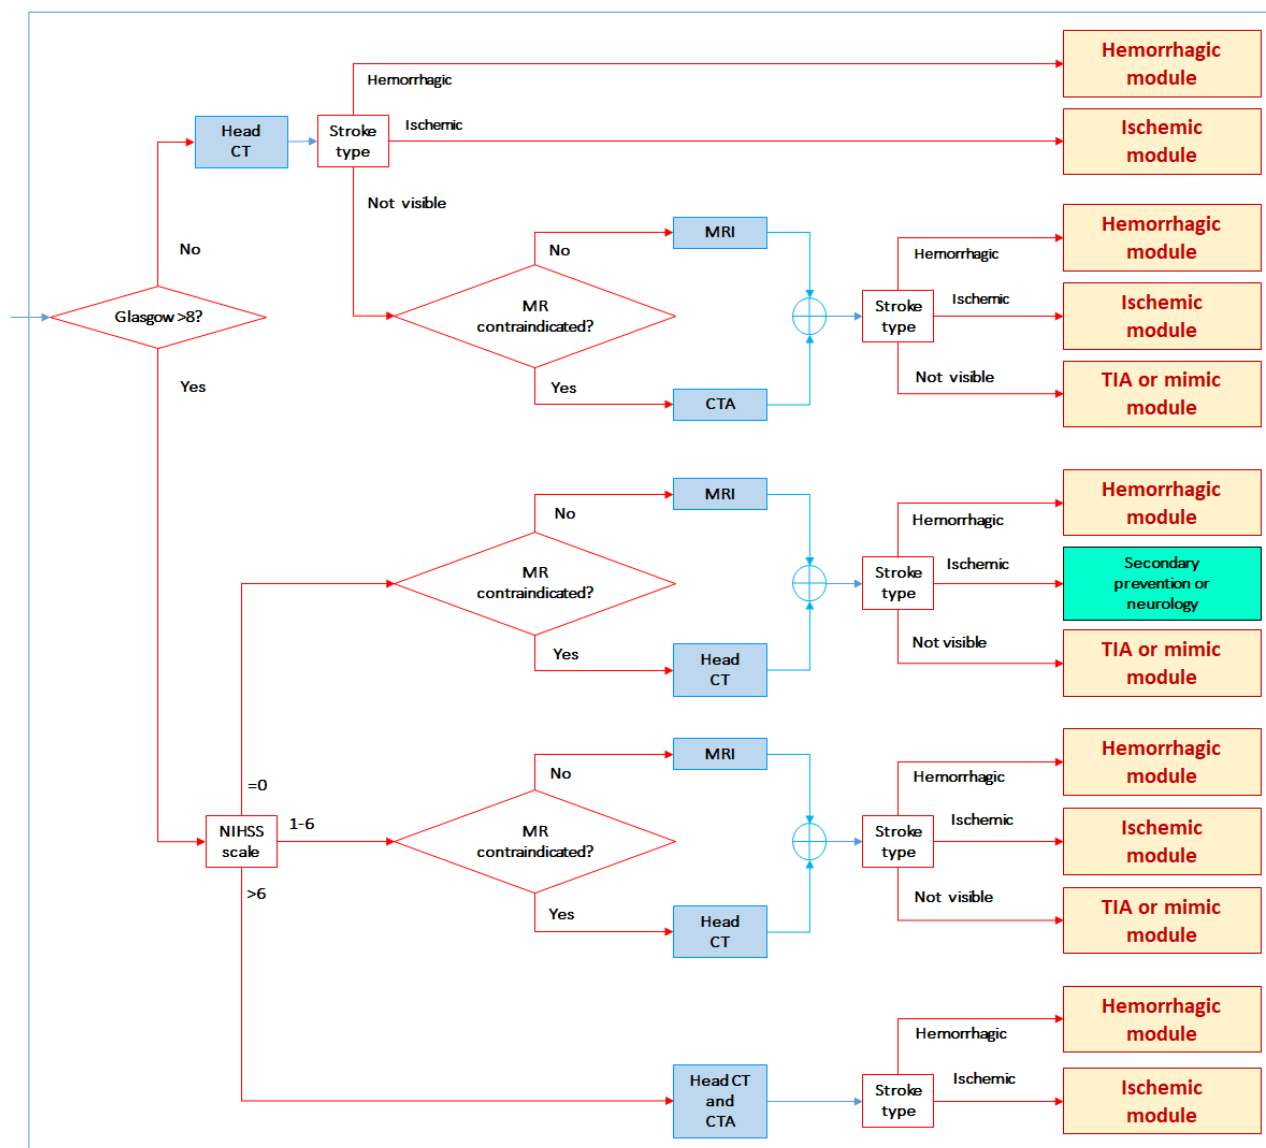 Hemorrhagic
module
Hemorrhagic
Head
CT
Stroke
type
Ischemic
Ischemic
module
Not visible
No
Glasgow >8?
Yes
No
MRI
MR
contraindicated?
Yes
CTA
Stroke
type
Hemorrhagic
Hemorrhagic
module
Ischemic
Ischemic
module
Not visible
TIA or mimic
module
No
MRI
MR
contraindicated?
Yes
Head
CT
Stroke
type
Hemorrhagic
Hemorrhagic
module
Ischemic
Secondary
prevention or
neurology
Not visible
TIA or mimic
module
=0
NIHSS
scale
1-6
>6
No
MRI
MR
contraindicated?
Yes
Head
CT
Stroke
type
Hemorrhagic
Hemorrhagic
module
Ischemic
Ischemic
module
Not visible
TIA or mimic
module
Head CT
and
CTA
Stroke
type
Hemorrhagic
Hemorrhagic
module
Ischemic
Ischemic
module